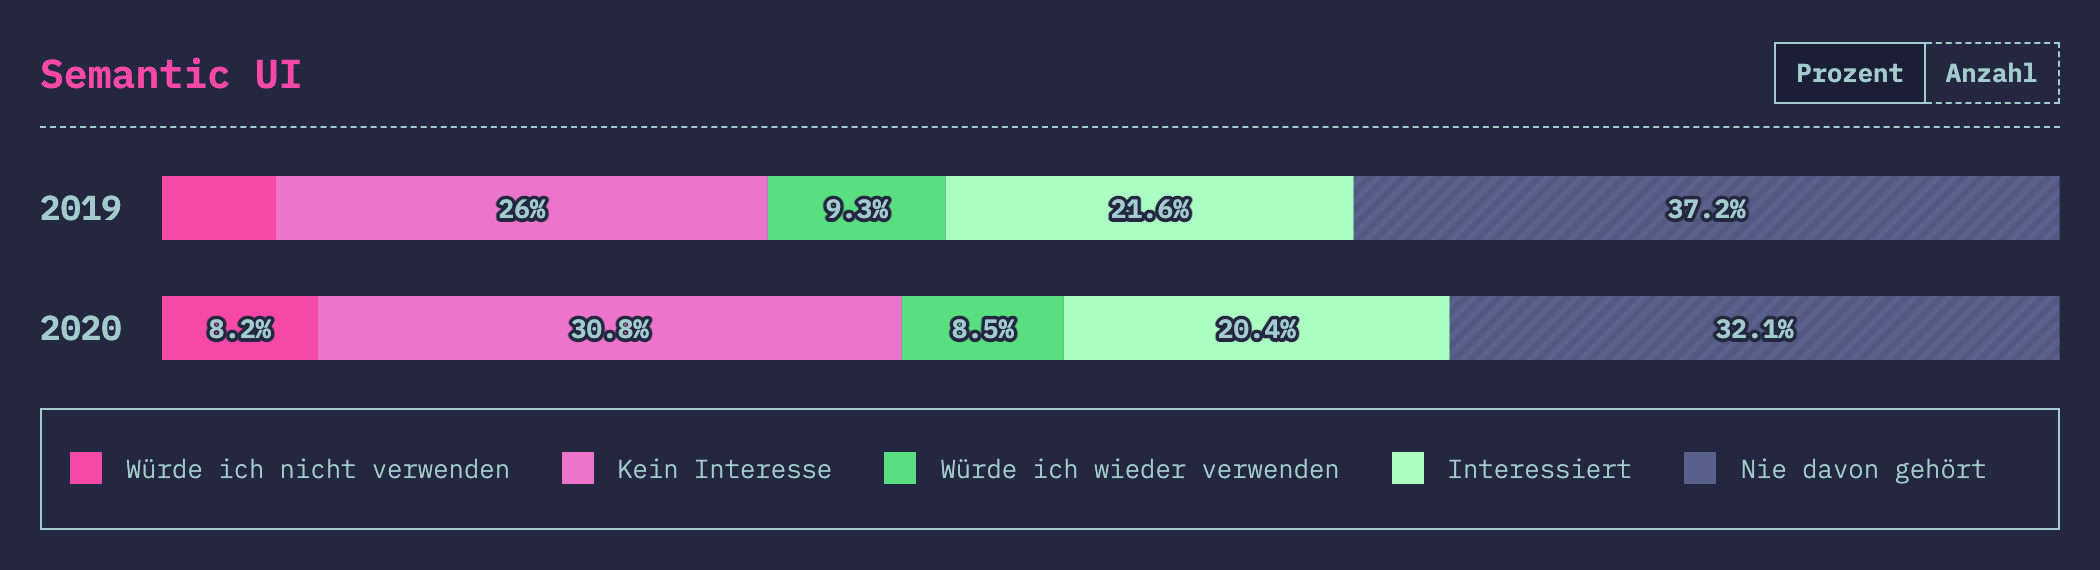 Semantic UI
Prozent Anzahl
2019 26% 9.3% 21.6% 37.2%
2020 8.2% 30.8% 8.5% 20.4% 32.1%
Würde ich nicht verwenden Kein Interesse Würde ich wieder verwenden Interessiert Nie davon gehört